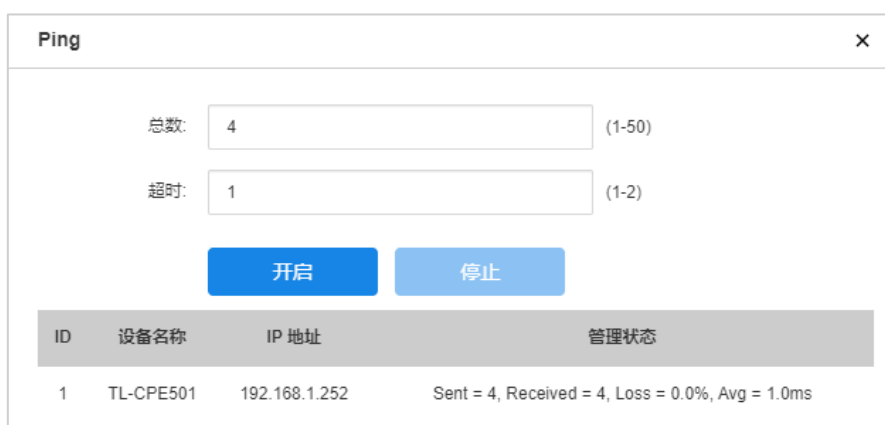 Ping ×
总数: 4 (1-50)
超时: 1 (1-2)
开启 停止
ID 设备名称 IP 地址 管理状态
1 TL-CPE501 192.168.1.252 Sent = 4, Received = 4, Loss = 0.0%, Avg = 1.0ms